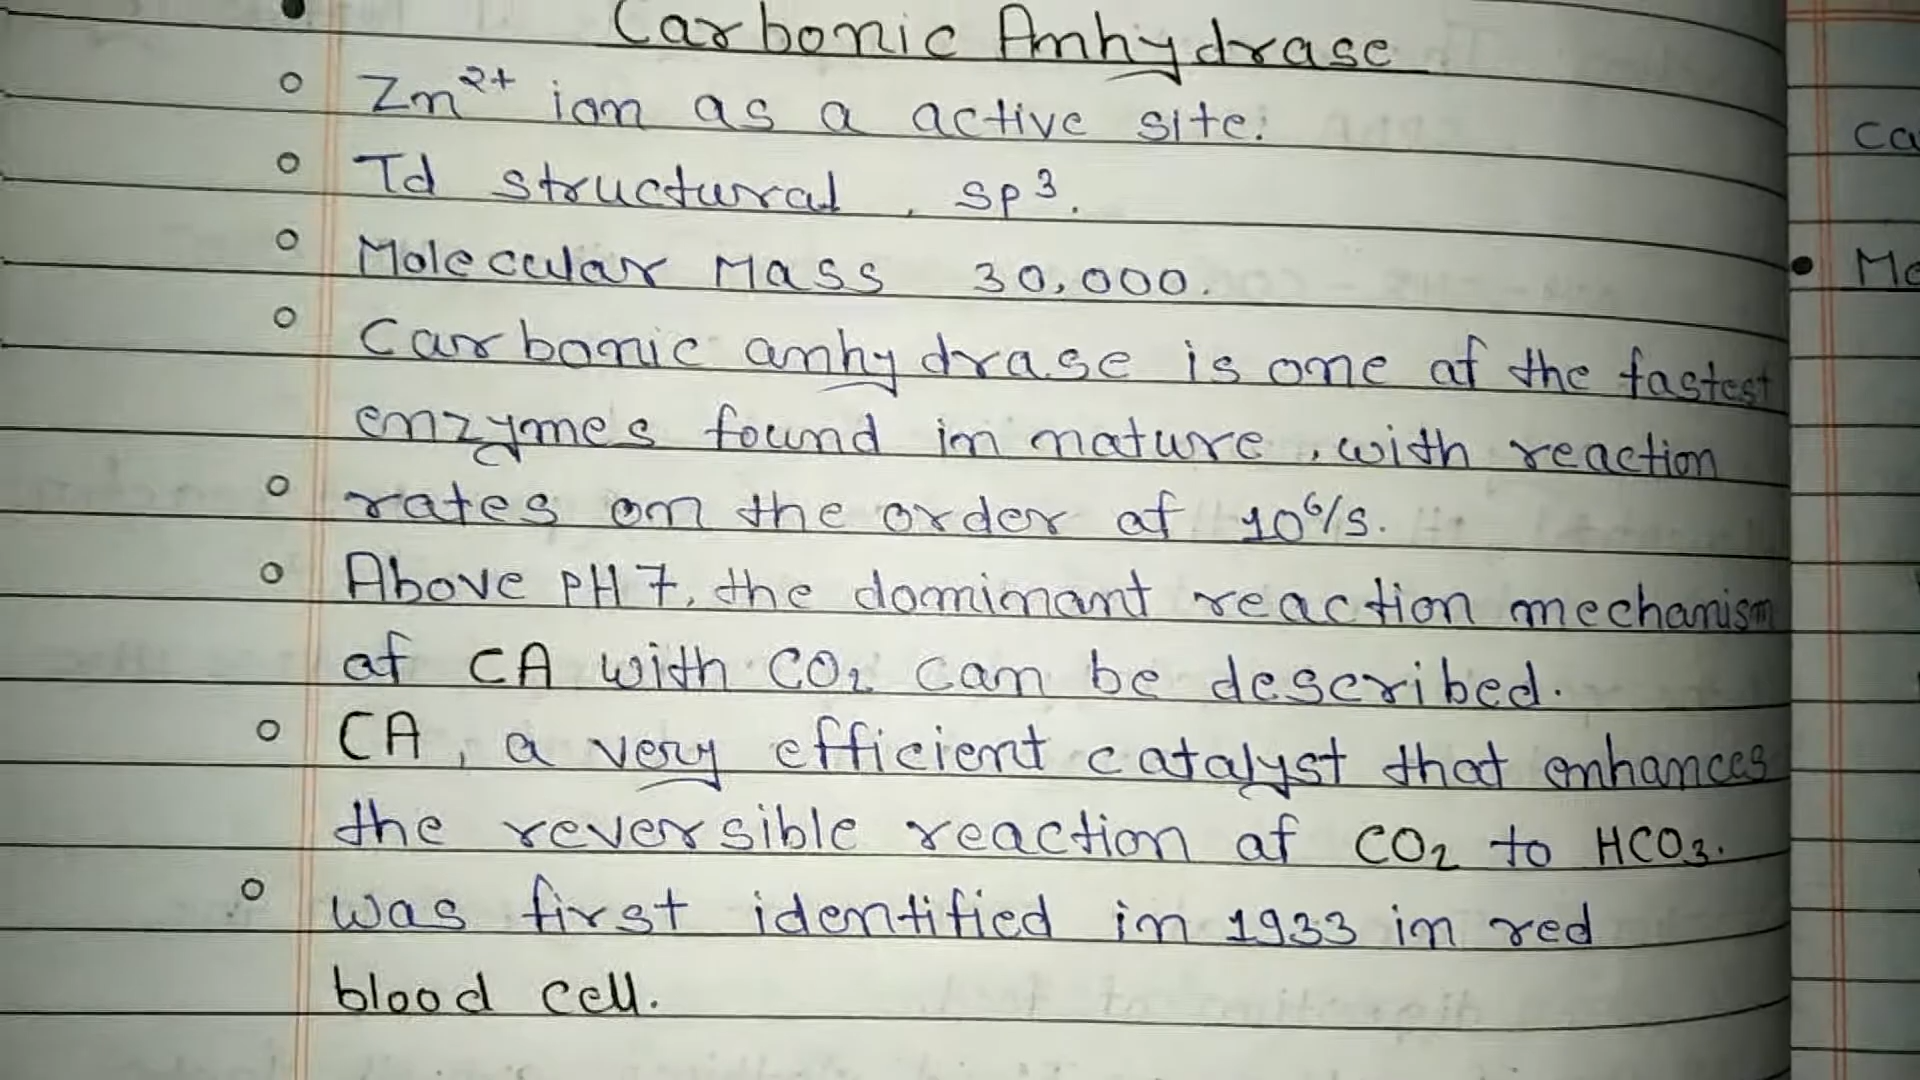 Carbonic Anhydrase
Zn²⁺ ion as a active site.
Td structural, sp³.
Molecular Mass 30,000.
Carbonic anhydrase is one of the fastest
enzymes found in nature, with reaction
rates on the order of 10⁶/s.
Above PH 7, the dominant reaction mechanism
of CA with CO₂ can be described.
CA, a very efficient catalyst that enhances
the reversible reaction of CO₂ to HCO₃.
was first identified in 1933 in red
blood cell.